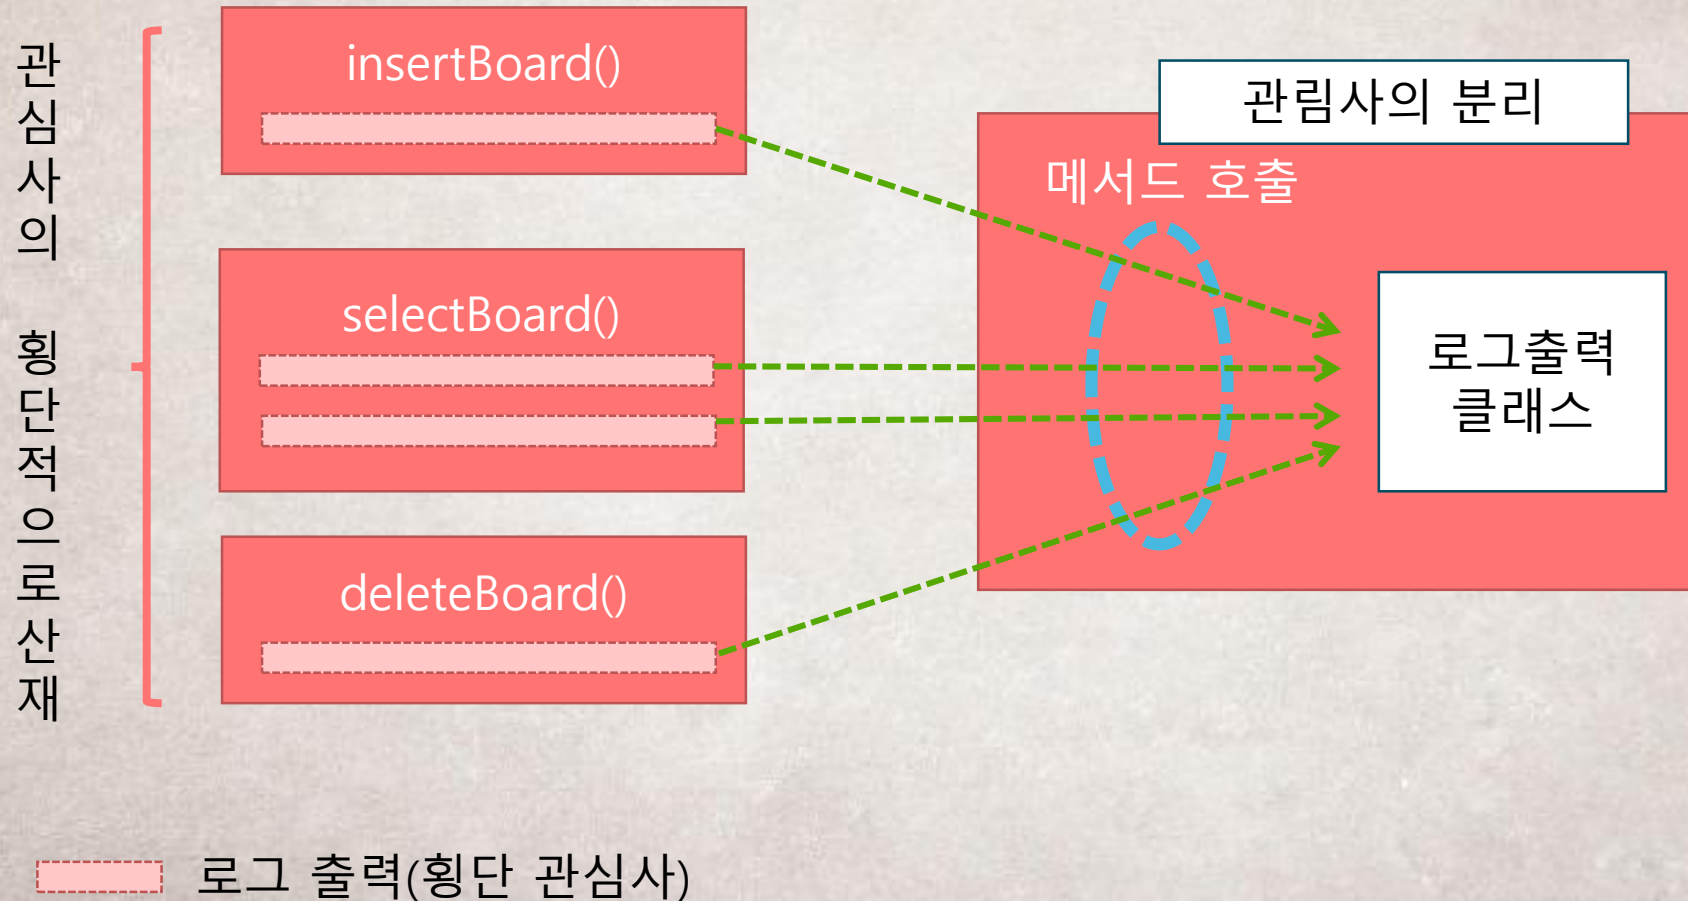 관심사의 횡단적으로산재
insertBoard()
selectBoard()
deleteBoard()
관림사의 분리
메서드 호출
로그출력
클래스
로그 출력(횡단 관심사)